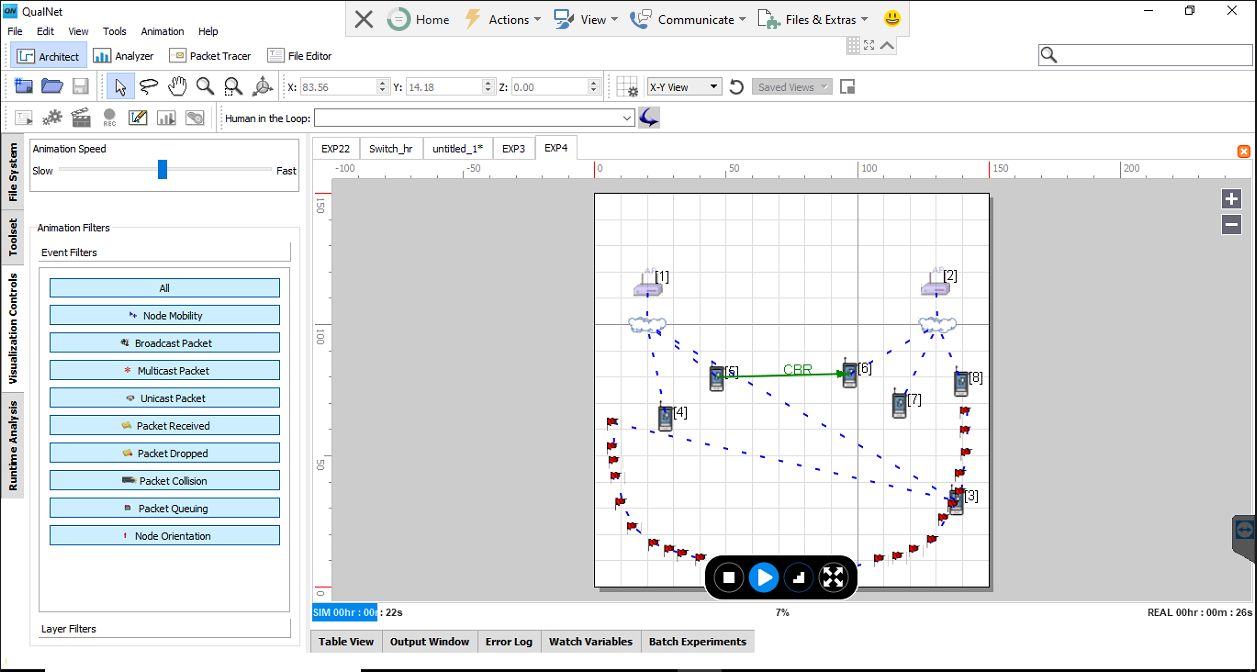 QN QualNet
Home Actions View Communicate Files & Extras
File Edit View Tools Animation Help
Architect Analyzer Packet Tracer File Editor
X: 83.56 Y: 14.18 Z: 0.00 X-Y View Saved Views
REC Human in the Loop:
File System
Toolset
Visualization Controls
Runtime Analysis
Animation Speed
Slow Fast
Animation Filters
Event Filters
All
Node Mobility
Broadcast Packet
Multicast Packet
Unicast Packet
Packet Received
Packet Dropped
Packet Collision
Packet Queuing
Node Orientation
Layer Filters
EXP22 Switch_hr untitled_1* EXP3 EXP4
-100 -50 0 50 100 150 200
150
100
50
0
[1] [2]
[5] CBR [6]
[8]
[7]
[4]
[3]
SIM 00hr : 00m : 22s 7% REAL 00hr : 00m : 26s
Table View Output Window Error Log Watch Variables Batch Experiments